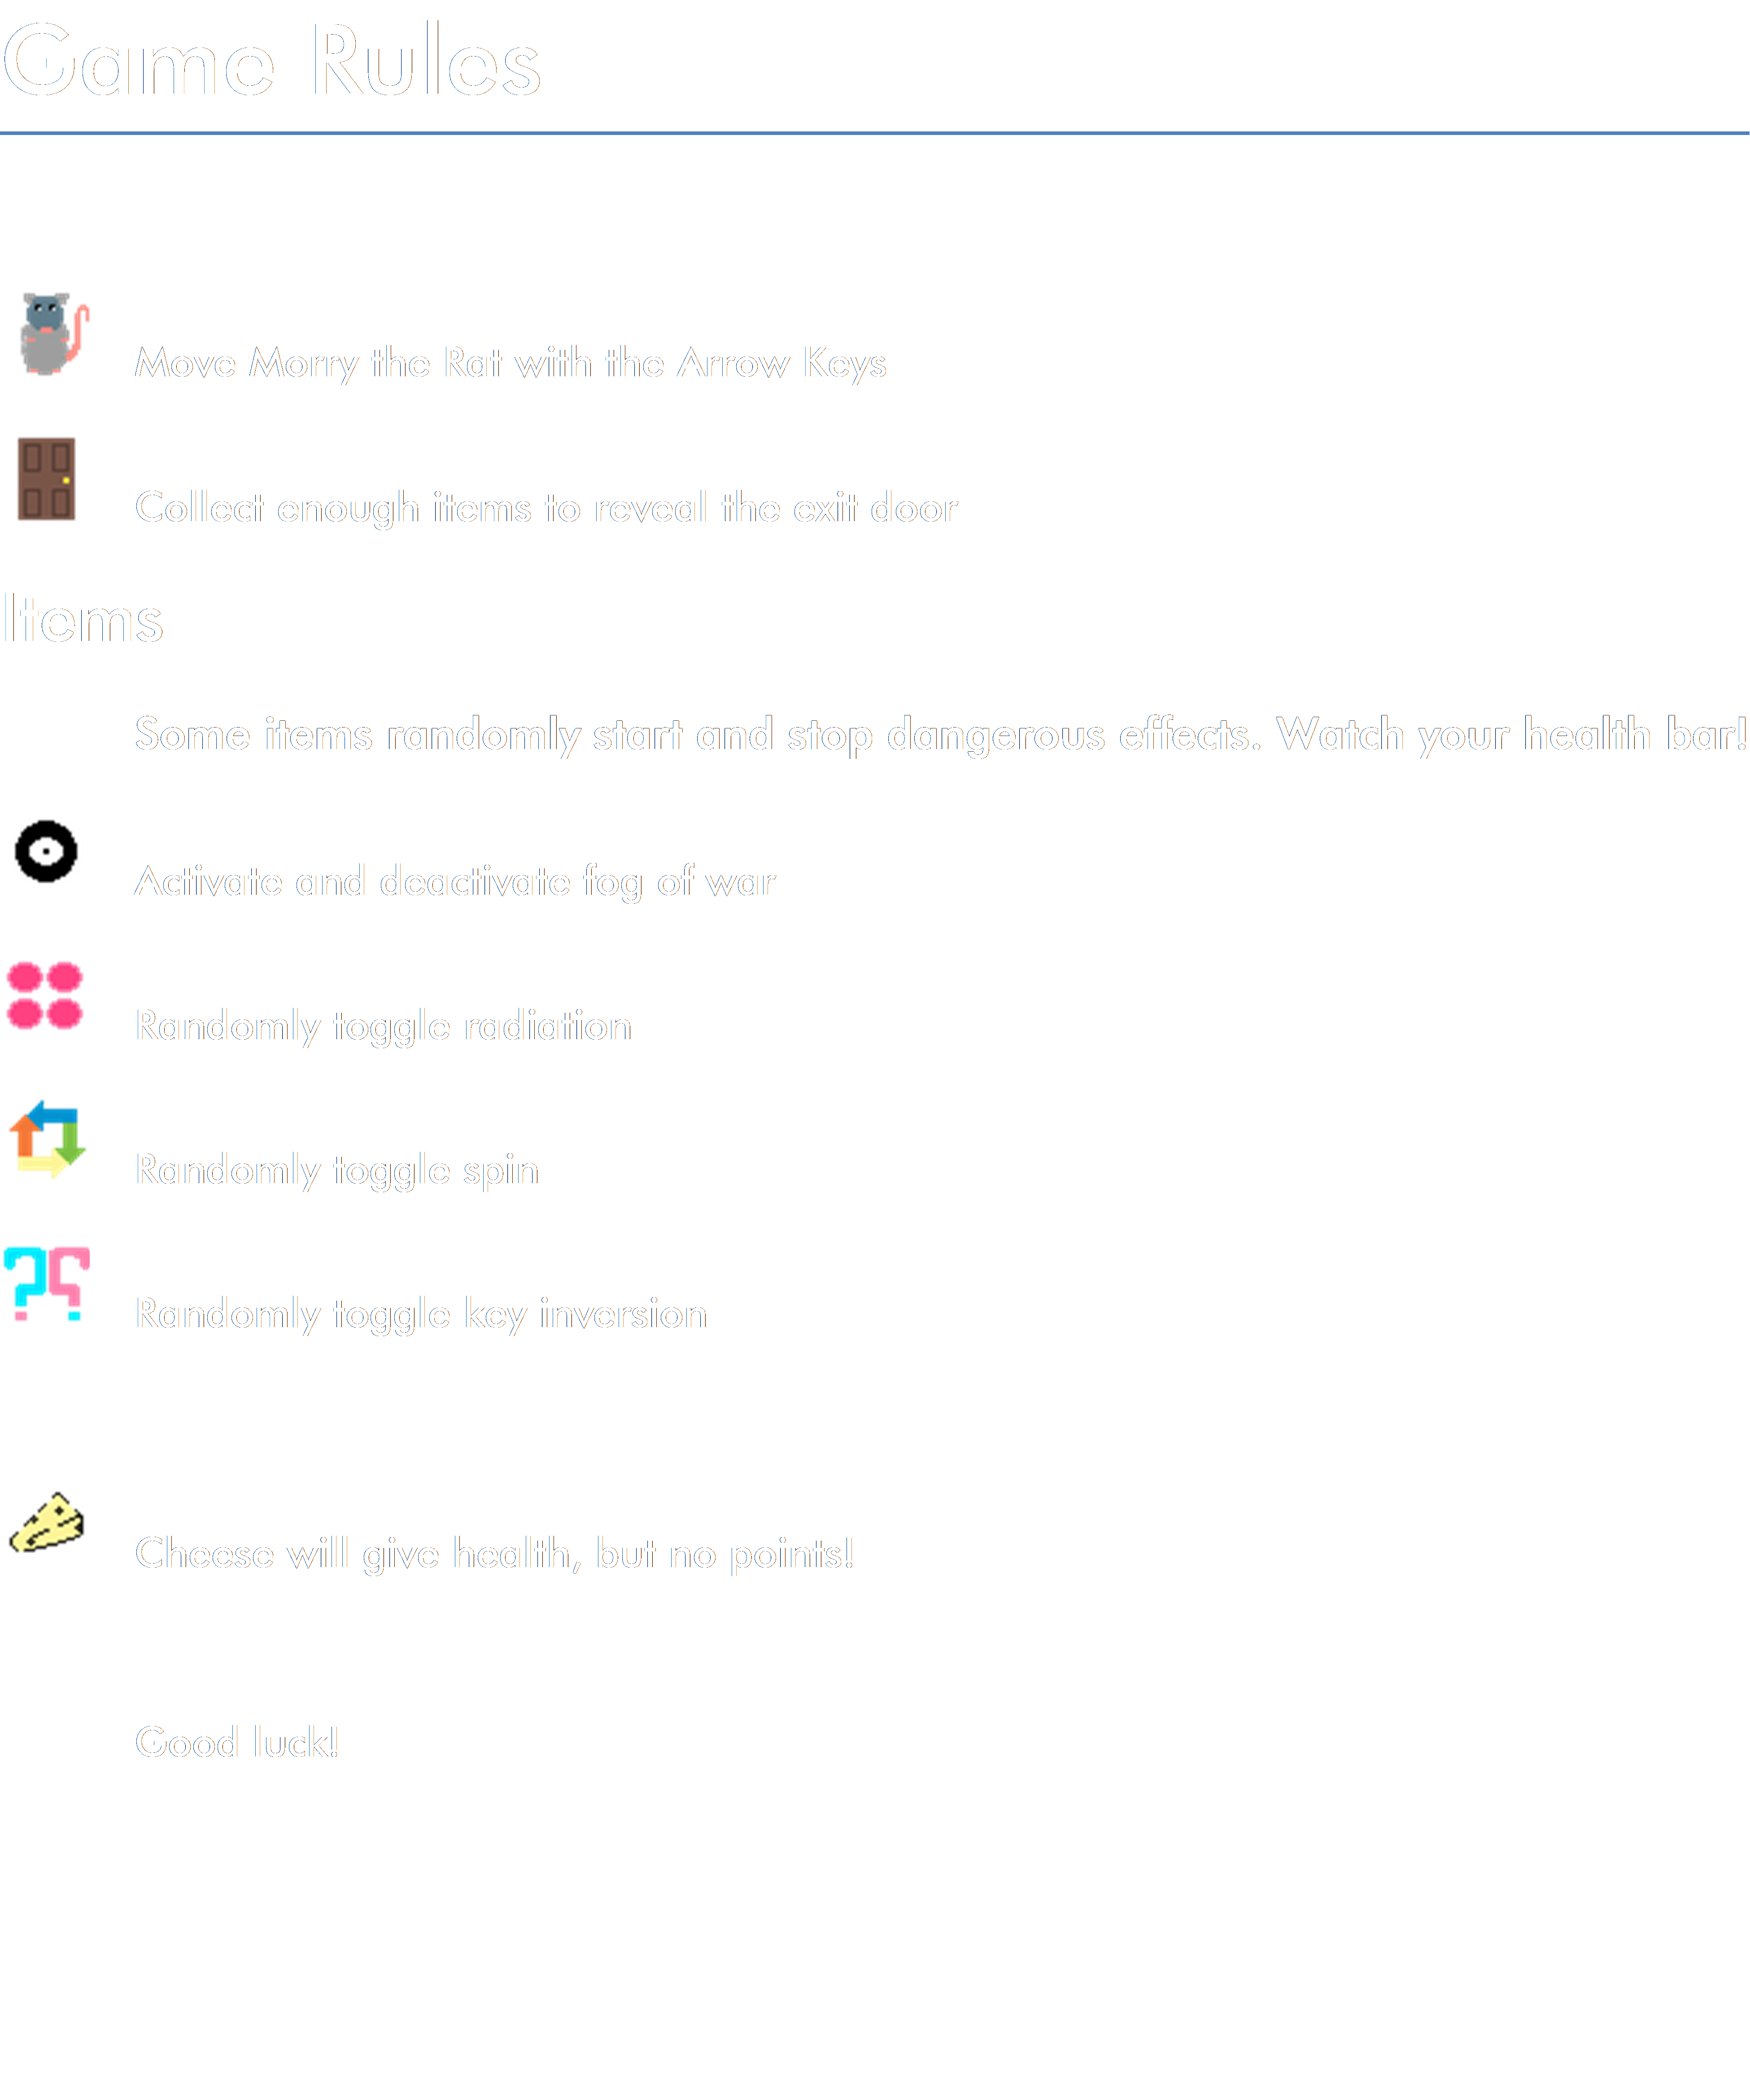 Game Rules
Move Morry the Rat with the Arrow Keys
Collect enough items to reveal the exit door
Items
Some items randomly start and stop dangerous effects. Watch your health bar!
Activate and deactivate fog of war
Randomly toggle radiation
Randomly toggle spin
Randomly toggle key inversion
Cheese will give health, but no points!
Good luck!